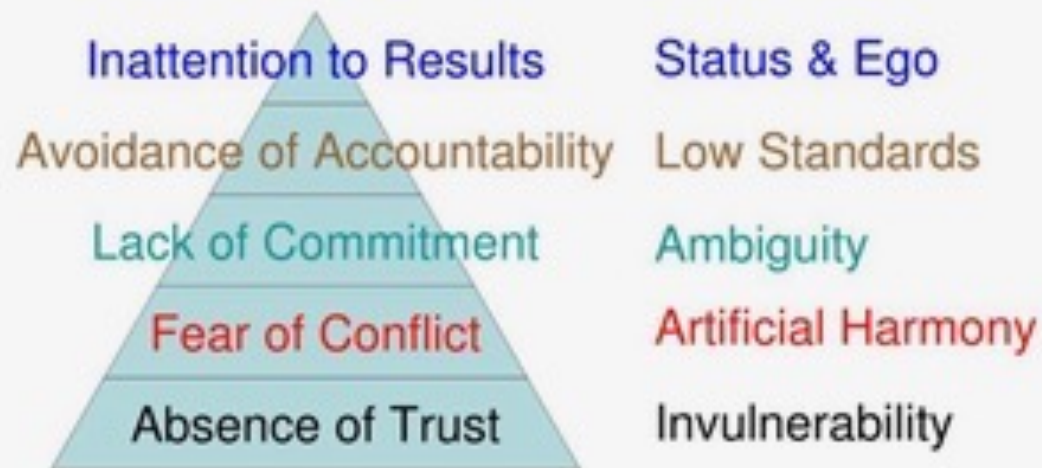 Inattention to Results Status & Ego
Avoidance of Accountability Low Standards
Lack of Commitment Ambiguity
Fear of Conflict Artificial Harmony
Absence of Trust Invulnerability